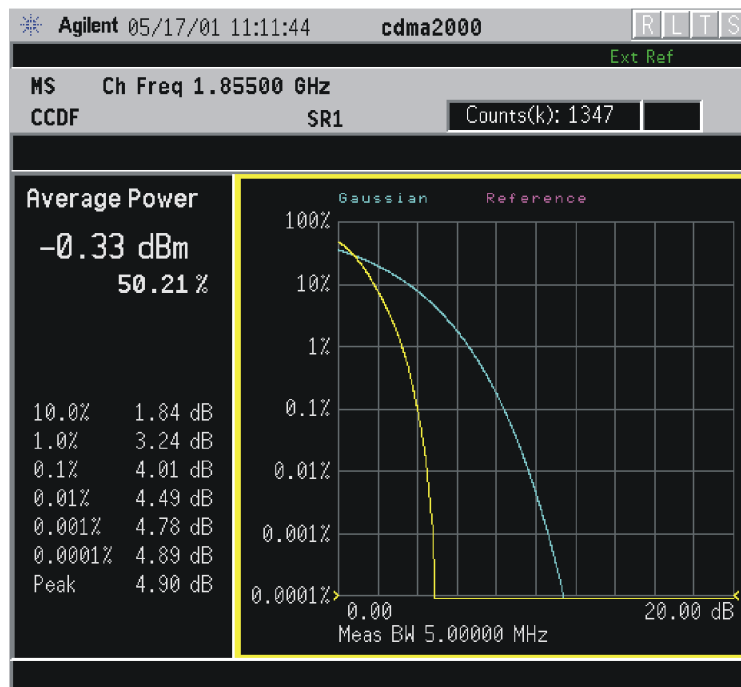 Agilent 05/17/01 11:11:44 cdma2000 R L T S
Ext Ref
MS Ch Freq 1.85500 GHz
CCDF SR1 Counts(k): 1347
Average Power
-0.33 dBm
50.21 %
10.0% 1.84 dB
1.0% 3.24 dB
0.1% 4.01 dB
0.01% 4.49 dB
0.001% 4.78 dB
0.0001% 4.89 dB
Peak 4.90 dB
Gaussian Reference
100%
10%
1%
0.1%
0.01%
0.001%
0.0001%
0.00 20.00 dB
Meas BW 5.00000 MHz